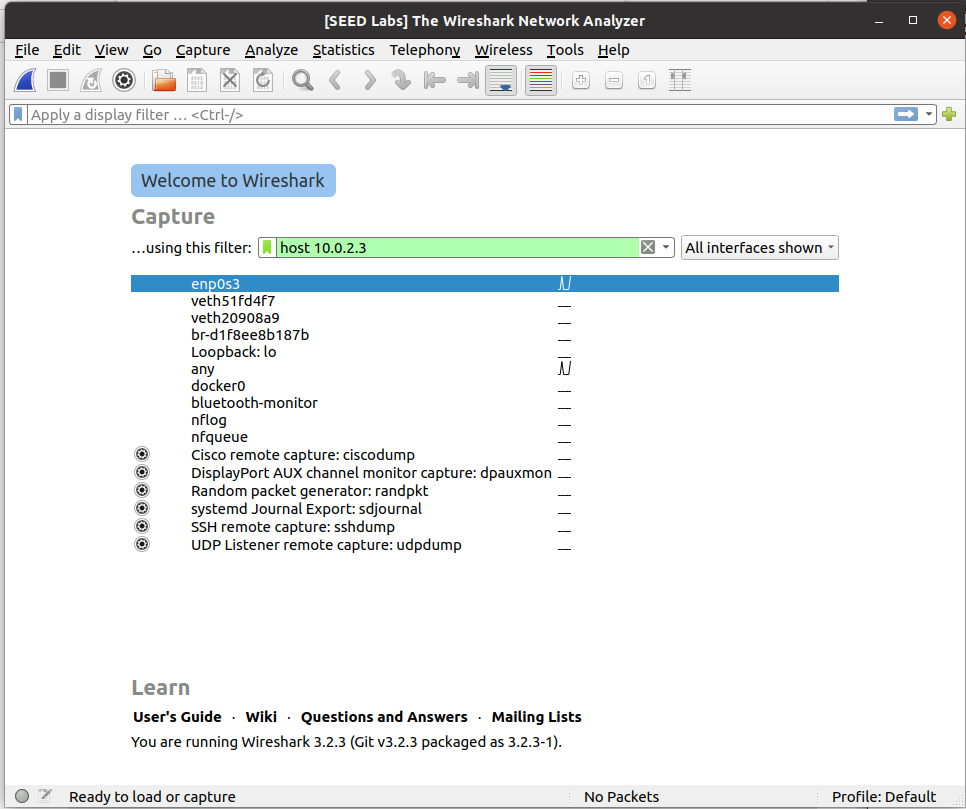 [SEED Labs] The Wireshark Network Analyzer
File Edit View Go Capture Analyze Statistics Telephony Wireless Tools Help
Apply a display filter … <Ctrl-/>
Welcome to Wireshark
Capture
…using this filter: host 10.0.2.3 All interfaces shown
enp0s3
veth51fd4f7
veth20908a9
br-d1f8ee8b187b
Loopback: lo
any
docker0
bluetooth-monitor
nflog
nfqueue
Cisco remote capture: ciscodump
DisplayPort AUX channel monitor capture: dpauxmon
Random packet generator: randpkt
systemd Journal Export: sdjournal
SSH remote capture: sshdump
UDP Listener remote capture: udpdump
Learn
User's Guide · Wiki · Questions and Answers · Mailing Lists
You are running Wireshark 3.2.3 (Git v3.2.3 packaged as 3.2.3-1).
Ready to load or capture No Packets Profile: Default